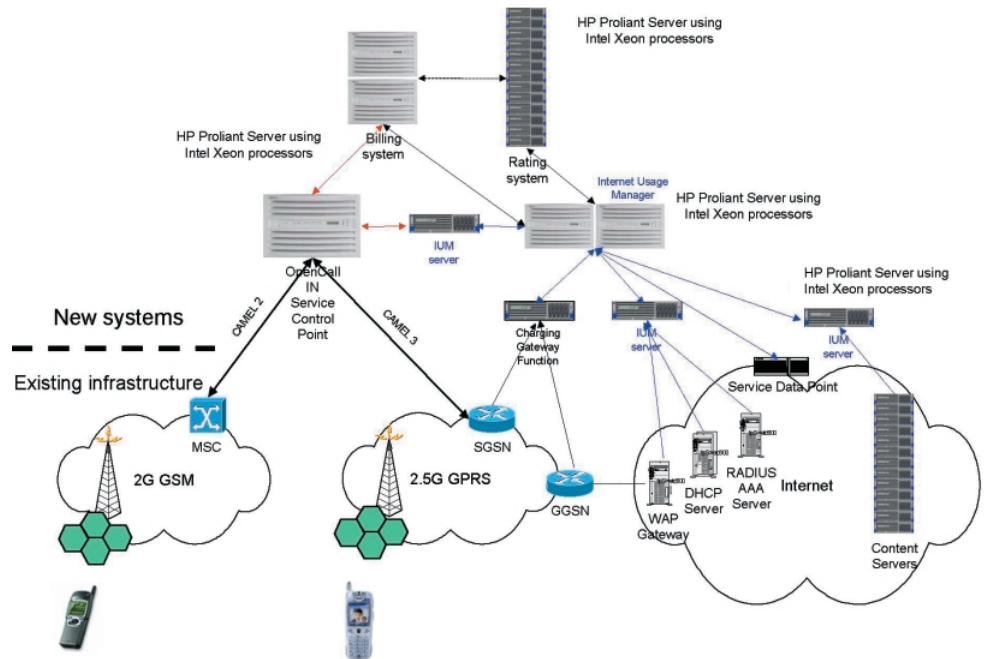 HP Proliant Server using
Intel Xeon processors
HP Proliant Server using
Intel Xeon processors
Billing
system
Rating
system
Internet Usage
Manager
HP Proliant Server using
Intel Xeon processors
IUM
server
OpenCall
IN
Service
Control
Point
HP Proliant Server using
Intel Xeon processors
New systems
CAMEL 2
CAMEL 3
Charging
Gateway
Function
IUM
server
IUM
server
Existing infrastructure
Service Data Point
MSC
SGSN
2G GSM
2.5G GPRS
GGSN
WAP
Gateway
DHCP
Server
RADIUS
AAA
Server
Internet
Content
Servers